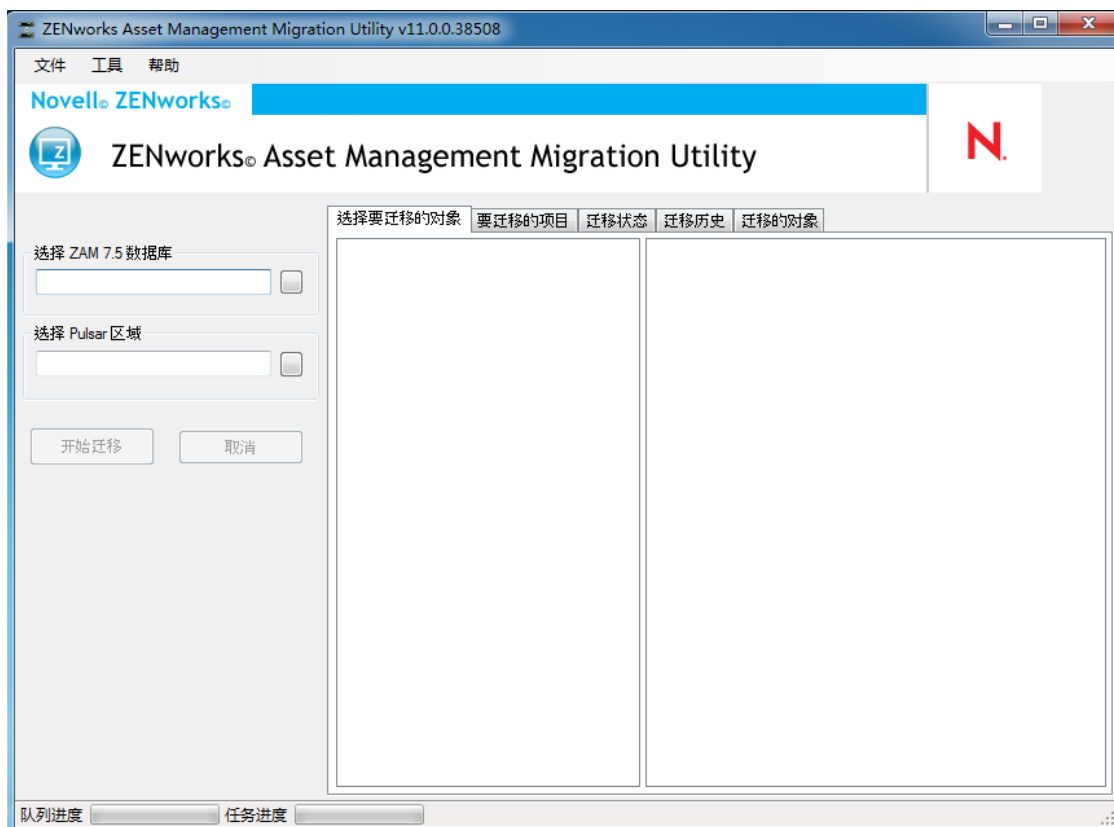 ZENworks Asset Management Migration Utility v11.0.0.38508
文件 工具 帮助
Novell© ZENworks©
ZENworks© Asset Management Migration Utility
N.
选择要迁移的对象 要迁移的项目 迁移状态 迁移历史 迁移的对象
选择 ZAM 7.5 数据库
选择 Pulsar 区域
开始迁移 取消
队列进度 任务进度